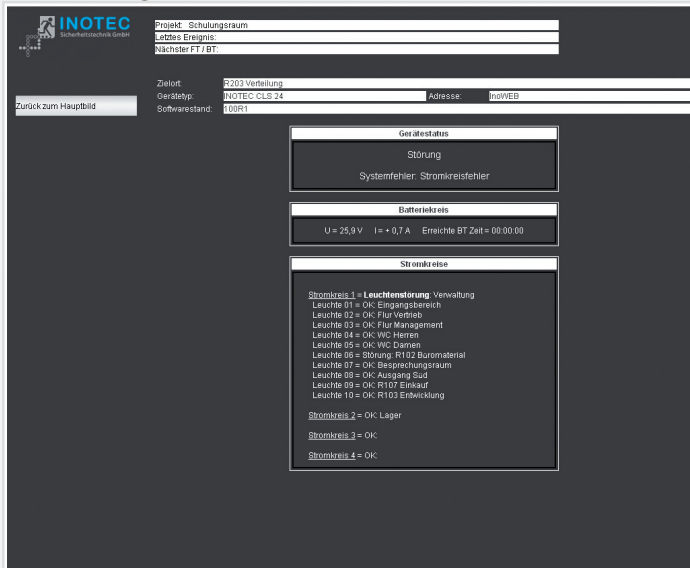 INOTEC
Sicherheitstechnik GmbH
Projekt: Schulungsraum
Letztes Ereignis:
Nächster FT / BT:
Zielort: R203 Verteilung
Gerätetyp: INOTEC CLS 24 Adresse: InoWEB
Zurück zum Hauptbild
Softwarestand: 100R1
Gerätestatus
Störung
Systemfehler: Stromkreisfehler
Batteriekreis
U = 25,9 V I = + 0,7 A Erreichte BT Zeit = 00:00:00
Stromkreise
Stromkreis 1 = Leuchtenstörung: Verwaltung
Leuchte 01 = OK: Eingangsbereich
Leuchte 02 = OK: Flur Vertrieb
Leuchte 03 = OK: Flur Management
Leuchte 04 = OK: WC Herren
Leuchte 05 = OK: WC Damen
Leuchte 06 = Störung: R102 Büromaterial
Leuchte 07 = OK: Besprechungsraum
Leuchte 08 = OK: Ausgang Süd
Leuchte 09 = OK: R107 Einkauf
Leuchte 10 = OK: R103 Entwicklung
Stromkreis 2 = OK: Lager
Stromkreis 3 = OK:
Stromkreis 4 = OK: